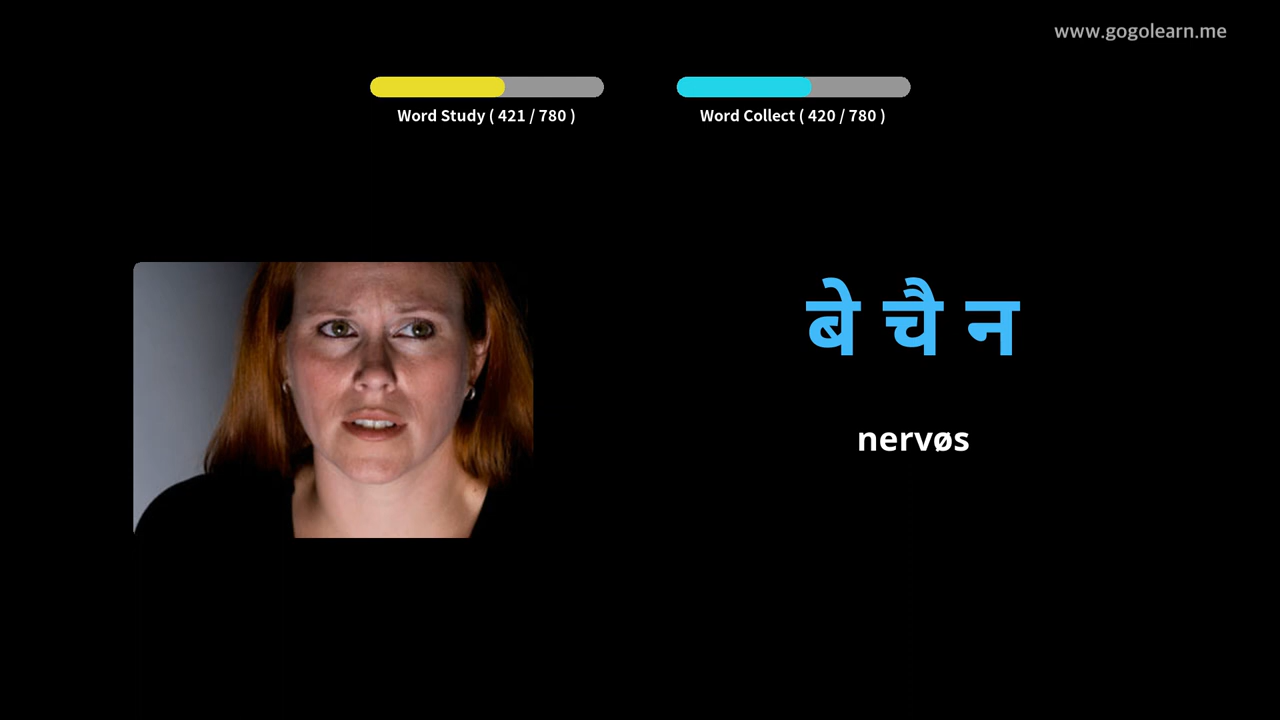 www.gogolearn.me
Word Study ( 421 / 780 )
Word Collect ( 420 / 780 )
बे चै न
nervøs